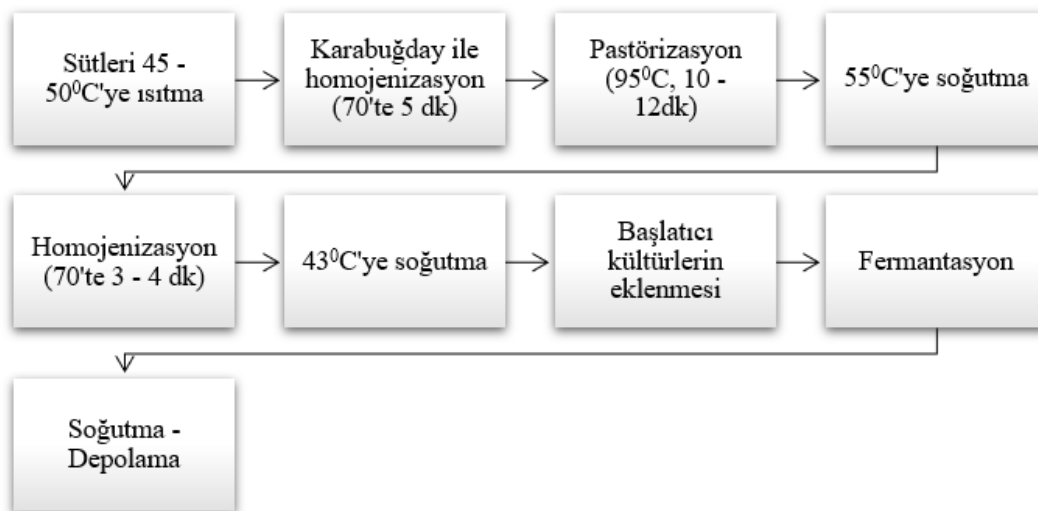 Sütleri 45 -
50⁰C'ye ısıtma
Karabuğday ile
homojenizasyon
(70'te 5 dk)
Pastörizasyon
(95⁰C, 10 -
12dk)
55⁰C'ye soğutma
Homojenizasyon
(70'te 3 - 4 dk)
43⁰C'ye soğutma
Başlatıcı
kültürlerin
eklenmesi
Fermantasyon
Soğutma -
Depolama